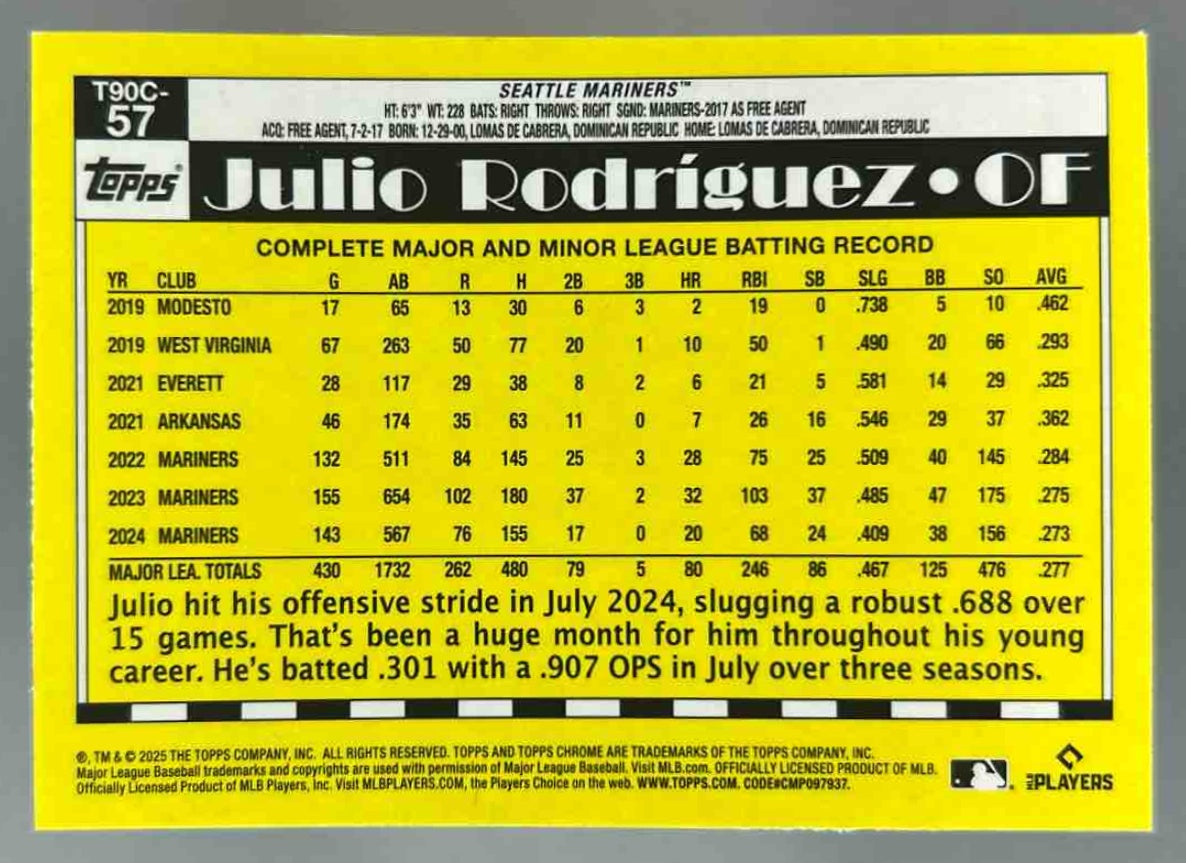 T90C-
57
SEATTLE MARINERS™
HT: 6'3" WT: 228 BATS: RIGHT THROWS: RIGHT SGND: MARINERS-2017 AS FREE AGENT
ACQ: FREE AGENT, 7-2-17 BORN: 12-29-00, LOMAS DE CABRERA, DOMINICAN REPUBLIC HOME: LOMAS DE CABRERA, DOMINICAN REPUBLIC
topps® Julio Rodríguez • OF
COMPLETE MAJOR AND MINOR LEAGUE BATTING RECORD
YR CLUB G AB R H 2B 3B HR RBI SB SLG BB SO AVG
2019 MODESTO 17 65 13 30 6 3 2 19 0 .738 5 10 .462
2019 WEST VIRGINIA 67 263 50 77 20 1 10 50 1 .490 20 66 .293
2021 EVERETT 28 117 29 38 8 2 6 21 5 .581 14 29 .325
2021 ARKANSAS 46 174 35 63 11 0 7 26 16 .546 29 37 .362
2022 MARINERS 132 511 84 145 25 3 28 75 25 .509 40 145 .284
2023 MARINERS 155 654 102 180 37 2 32 103 37 .485 47 175 .275
2024 MARINERS 143 567 76 155 17 0 20 68 24 .409 38 156 .273
MAJOR LEA. TOTALS 430 1732 262 480 79 5 80 246 86 .467 125 476 .277
Julio hit his offensive stride in July 2024, slugging a robust .688 over
15 games. That's been a huge month for him throughout his young
career. He's batted .301 with a .907 OPS in July over three seasons.
®, TM & © 2025 THE TOPPS COMPANY, INC. ALL RIGHTS RESERVED. TOPPS AND TOPPS CHROME ARE TRADEMARKS OF THE TOPPS COMPANY, INC.
Major League Baseball trademarks and copyrights are used with permission of Major League Baseball. Visit MLB.com. OFFICIALLY LICENSED PRODUCT OF MLB.
Officially Licensed Product of MLB Players, Inc. Visit MLBPLAYERS.COM, the Players Choice on the web. WWW.TOPPS.COM. CODE#CMP097937.
MLB PLAYERS